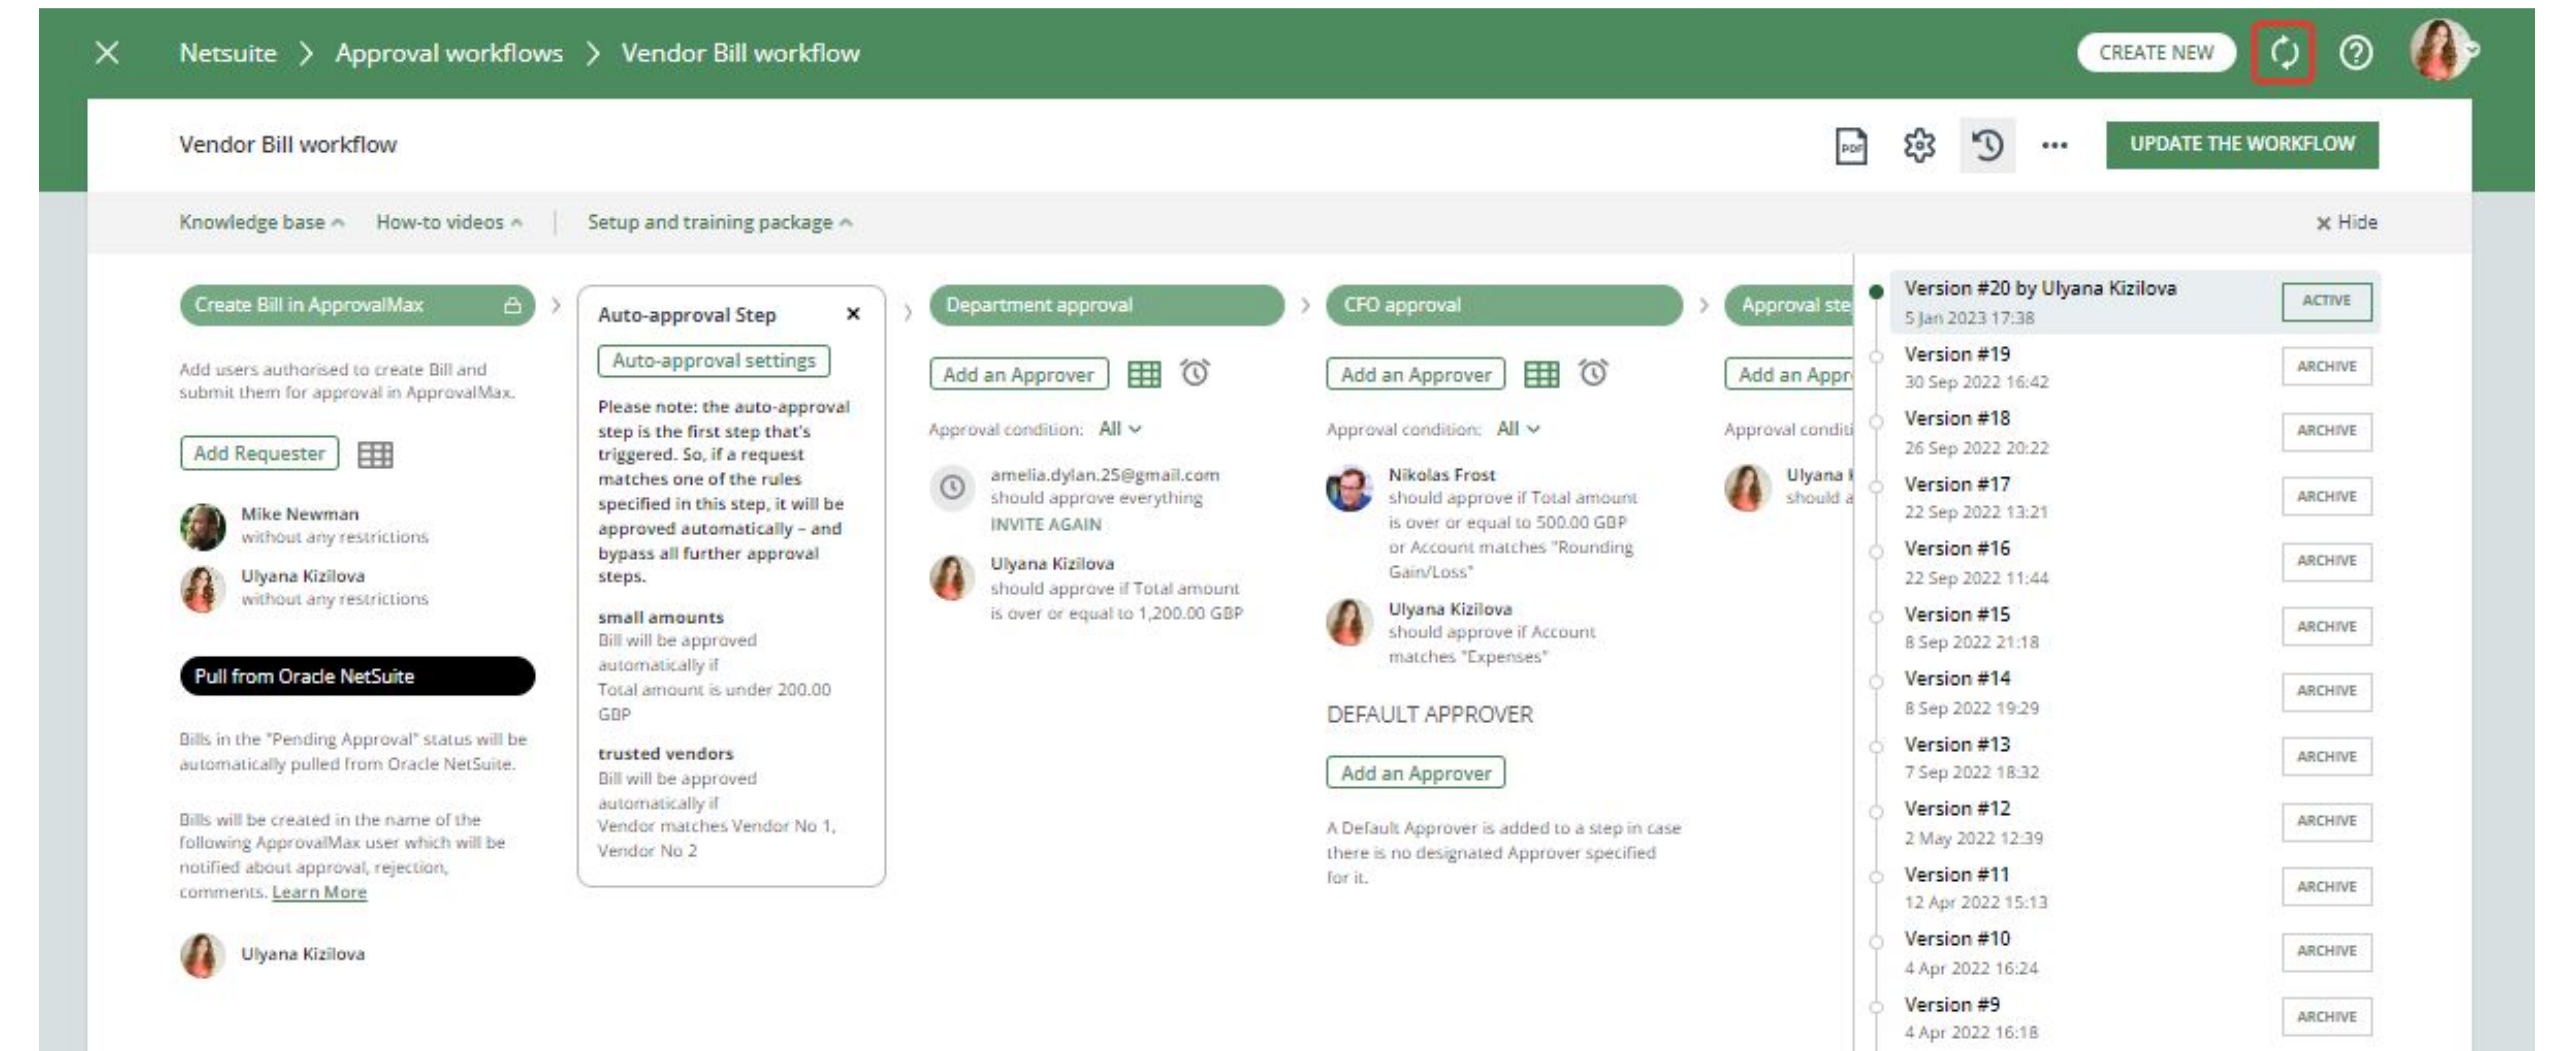 Netsuite > Approval workflows > Vendor Bill workflow
CREATE NEW
Vendor Bill workflow
PDF
UPDATE THE WORKFLOW
Knowledge base
How-to videos
Setup and training package
× Hide
Create Bill in ApprovalMax
Add users authorised to create Bill and
submit them for approval in ApprovalMax.
Add Requester
Mike Newman
without any restrictions
Ulyana Kizilova
without any restrictions
Pull from Oracle NetSuite
Bills in the "Pending Approval" status will be
automatically pulled from Oracle NetSuite.
Bills will be created in the name of the
following ApprovalMax user which will be
notified about approval, rejection,
comments. Learn More
Ulyana Kizilova
Auto-approval Step
Auto-approval settings
Please note: the auto-approval
step is the first step that's
triggered. So, if a request
matches one of the rules
specified in this step, it will be
approved automatically – and
bypass all further approval
steps.
small amounts
Bill will be approved
automatically if
Total amount is under 200.00
GBP
trusted vendors
Bill will be approved
automatically if
Vendor matches Vendor No 1,
Vendor No 2
Department approval
Add an Approver
Approval condition: All
amelia.dylan.25@gmail.com
should approve everything
INVITE AGAIN
Ulyana Kizilova
should approve if Total amount
is over or equal to 1,200.00 GBP
CFO approval
Add an Approver
Approval condition: All
Nikolas Frost
should approve if Total amount
is over or equal to 500.00 GBP
or Account matches "Rounding
Gain/Loss"
Ulyana Kizilova
should approve if Account
matches "Expenses"
DEFAULT APPROVER
Add an Approver
A Default Approver is added to a step in case
there is no designated Approver specified
for it.
Approval ste
Add an Appr
Approval conditi
Ulyana
should a
Version #20 by Ulyana Kizilova
5 Jan 2023 17:38
ACTIVE
Version #19
30 Sep 2022 16:42
ARCHIVE
Version #18
26 Sep 2022 20:22
ARCHIVE
Version #17
22 Sep 2022 13:21
ARCHIVE
Version #16
22 Sep 2022 11:44
ARCHIVE
Version #15
8 Sep 2022 21:18
ARCHIVE
Version #14
8 Sep 2022 19:29
ARCHIVE
Version #13
7 Sep 2022 18:32
ARCHIVE
Version #12
2 May 2022 12:39
ARCHIVE
Version #11
12 Apr 2022 15:13
ARCHIVE
Version #10
4 Apr 2022 16:24
ARCHIVE
Version #9
4 Apr 2022 16:18
ARCHIVE